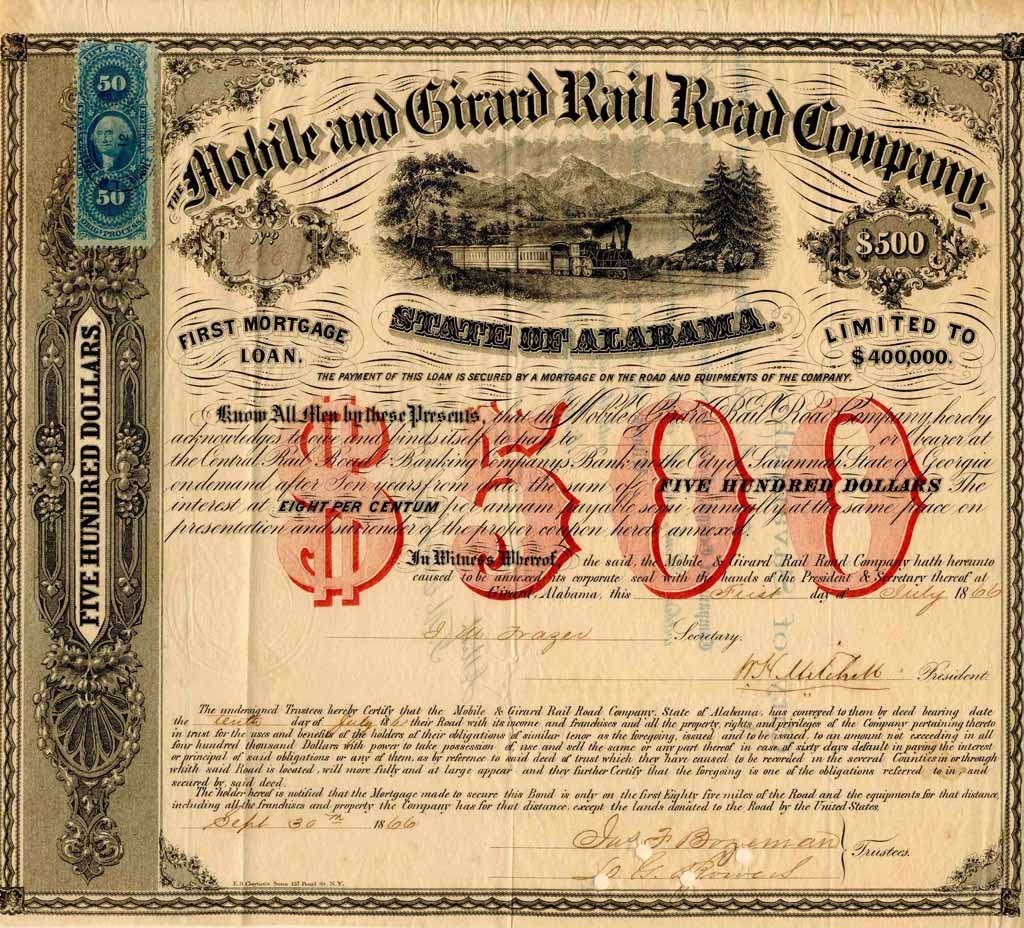 FIFTY CENTS
50
50
THE Mobile and Girard Rail Road Company.
No.
$500
STATE OF ALABAMA.
FIRST MORTGAGE
LOAN.
LIMITED TO
$400,000.
THE PAYMENT OF THIS LOAN IS SECURED BY A MORTGAGE ON THE ROAD AND EQUIPMENTS OF THE COMPANY.
$500
Know All Men by these Presents, that the Mobile & Girard Rail Road Company hereby
acknowledges to owe and binds itself to pay to or bearer at
the Central Rail Road & Banking Companys Bank in the City of Savannah, State of Georgia
on demand after Ten years from date, the sum of FIVE HUNDRED DOLLARS. The
interest at EIGHT PER CENTUM per annum payable semi annually at the same place on
presentation and surrender of the proper coupon hereto annexed.
In Witness Whereof, the said, the Mobile & Girard Rail Road Company hath hereunto
caused to be annexed its corporate seal with the hands of the President & Secretary thereof at
Girard, Alabama, this First day of July 1866
J M Frazer Secretary.
W H Mitchell President.
The undersigned Trustees hereby Certify that the Mobile & Girard Rail Road Company, State of Alabama, has conveyed to them by deed bearing date
the tenth day of July 186 their Road with its income and franchises and all the property, rights and privileges of the Company pertaining thereto
in trust for the uses and benefits of the holders of their obligations of similar tenor as the foregoing, issued and to be issued, to an amount not exceeding in all
four hundred thousand Dollars with power to take possession of, use and sell the same or any part thereof in case of sixty days default in paying the interest
or principal of said obligations or any of them, as by reference to said deed of trust which they have caused to be recorded in the several Counties in or through
which said Road is located, will more fully and at large appear and they further Certify that the foregoing is one of the obligations referred to in and
secured by said deed.
The holder hereof is notified that the Mortgage made to secure this Bond is only on the first Eighty five miles of the Road and the equipments for that distance,
including all the franchises and property the Company has for that distance, except the lands donated to the Road by the United States.
Sept 30th 1866
Jas F Bozeman
Trustees.
FIVE HUNDRED DOLLARS.
157 Pearl St. N.Y.